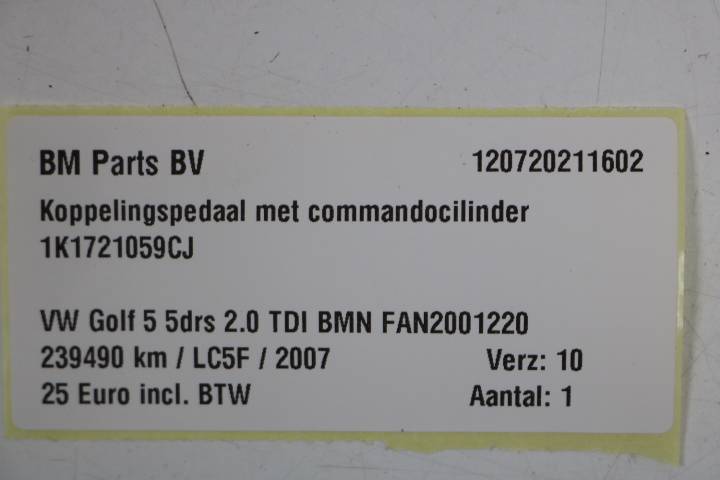 BM Parts BV 120720211602
Koppelingspedaal met commandocilinder
1K1721059CJ
VW Golf 5 5drs 2.0 TDI BMN FAN2001220
239490 km / LC5F / 2007 Verz: 10
25 Euro incl. BTW Aantal: 1